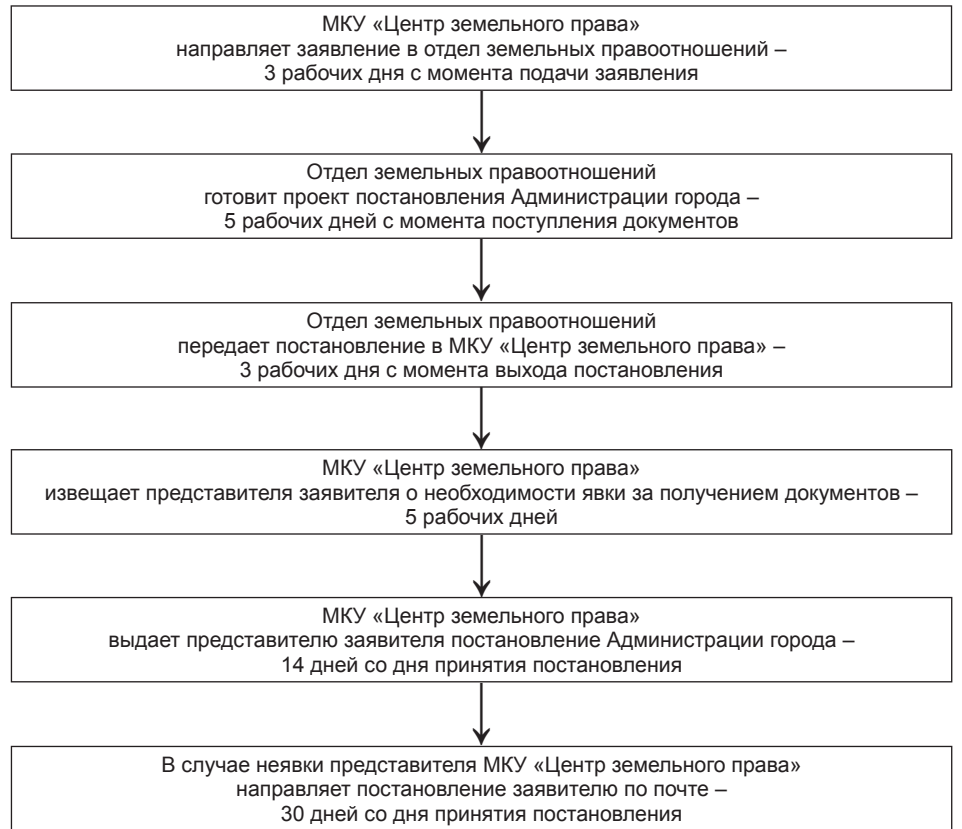 МКУ «Центр земельного права»
направляет заявление в отдел земельных правоотношений –
3 рабочих дня с момента подачи заявления
Отдел земельных правоотношений
готовит проект постановления Администрации города –
5 рабочих дней с момента поступления документов
Отдел земельных правоотношений
передает постановление в МКУ «Центр земельного права» –
3 рабочих дня с момента выхода постановления
МКУ «Центр земельного права»
извещает представителя заявителя о необходимости явки за получением документов –
5 рабочих дней
МКУ «Центр земельного права»
выдает представителю заявителя постановление Администрации города –
14 дней со дня принятия постановления
В случае неявки представителя МКУ «Центр земельного права»
направляет постановление заявителю по почте –
30 дней со дня принятия постановления